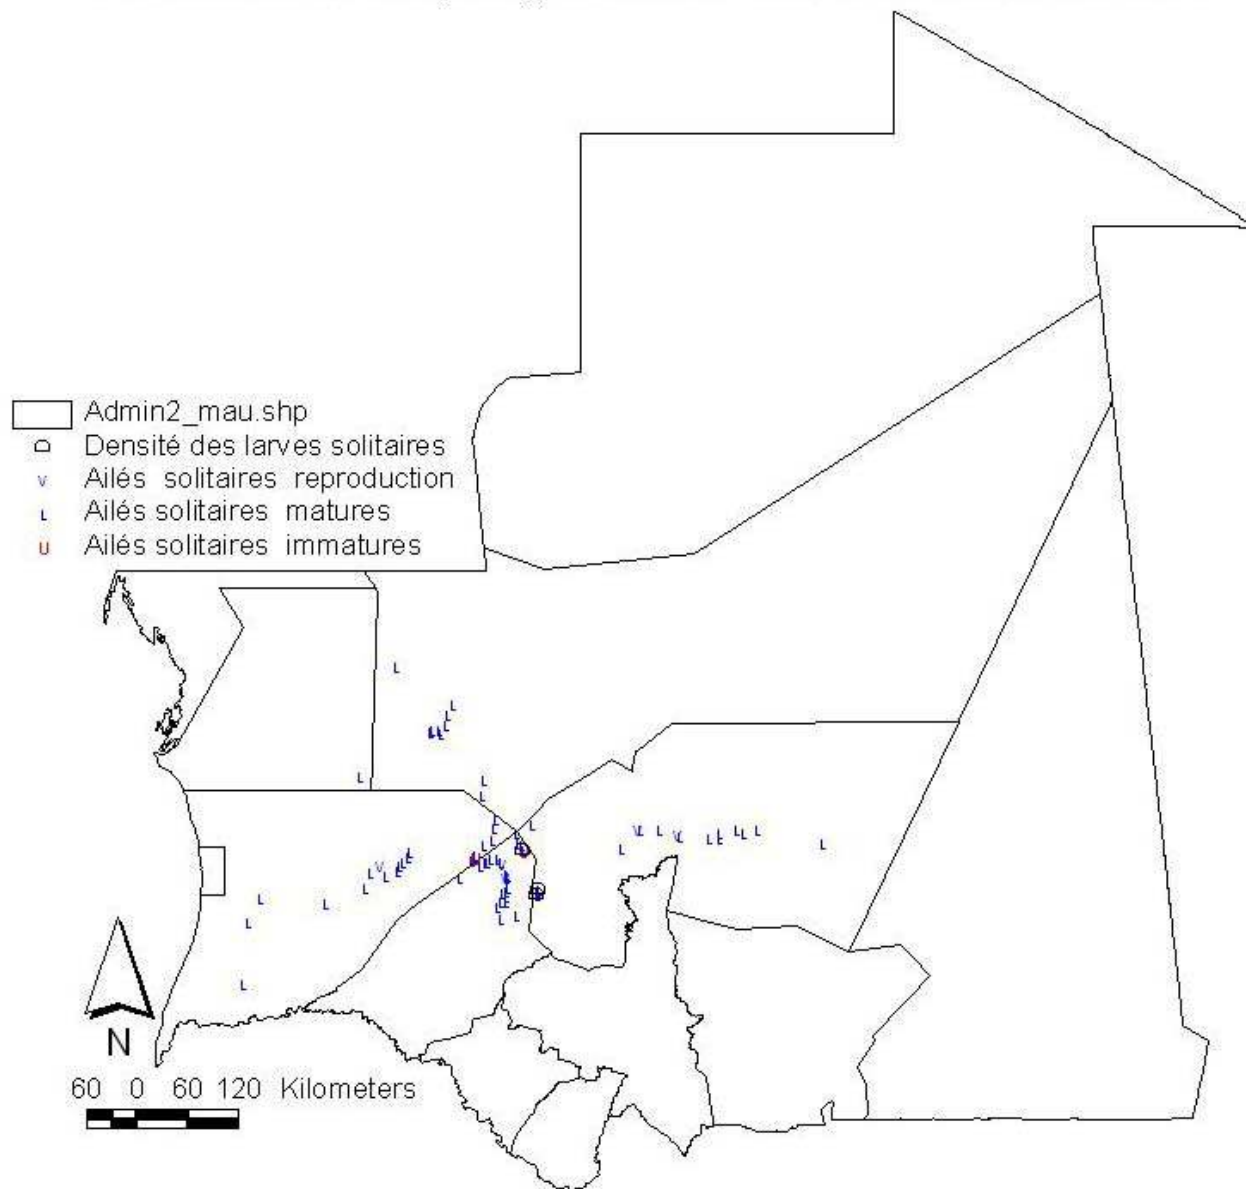 Admin2_mau.shp
Densité des larves solitaires
Ailés solitaires reproduction
Ailés solitaires matures
Ailés solitaires immatures
N
60 0 60 120 Kilometers